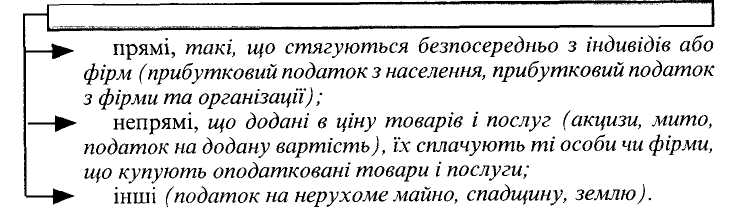 прямі, такі, що стягуються безпосередньо з індивідів або
фірм (прибутковий податок з населення, прибутковий податок
з фірми та організації);
непрямі, що додані в ціну товарів і послуг (акцизи, мито,
податок на додану вартість), їх сплачують ті особи чи фірми,
що купують оподатковані товари і послуги;
інші (податок на нерухоме майно, спадщину, землю).